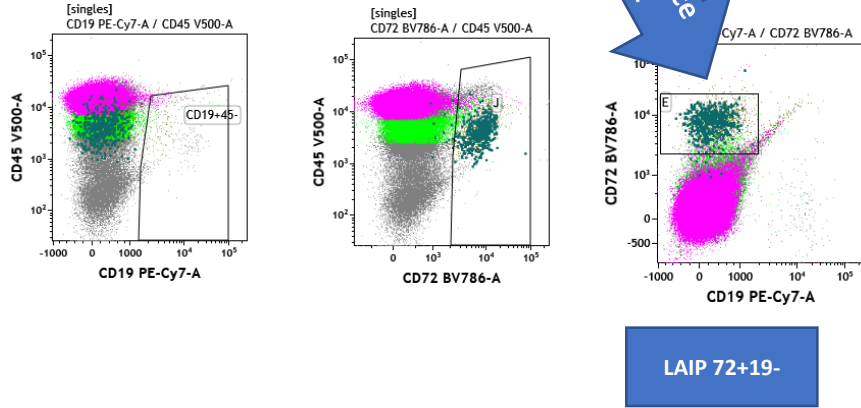 [singles]
CD19 PE-Cy7-A / CD45 V500-A
CD45 V500-A
10⁵
10⁴
10³
10²
CD19+45-
-1000 0 1000 10⁴ 10⁵
CD19 PE-Cy7-A
[singles]
CD72 BV786-A / CD45 V500-A
CD45 V500-A
10⁵
10⁴
10³
10²
J
0 10³ 10⁴ 10⁵
CD72 BV786-A
Cy7-A / CD72 BV786-A
CD72 BV786-A
10⁴
10³
0
-500
E
-1000 0 1000 10⁴ 10⁵
CD19 PE-Cy7-A
LAIP 72+19-